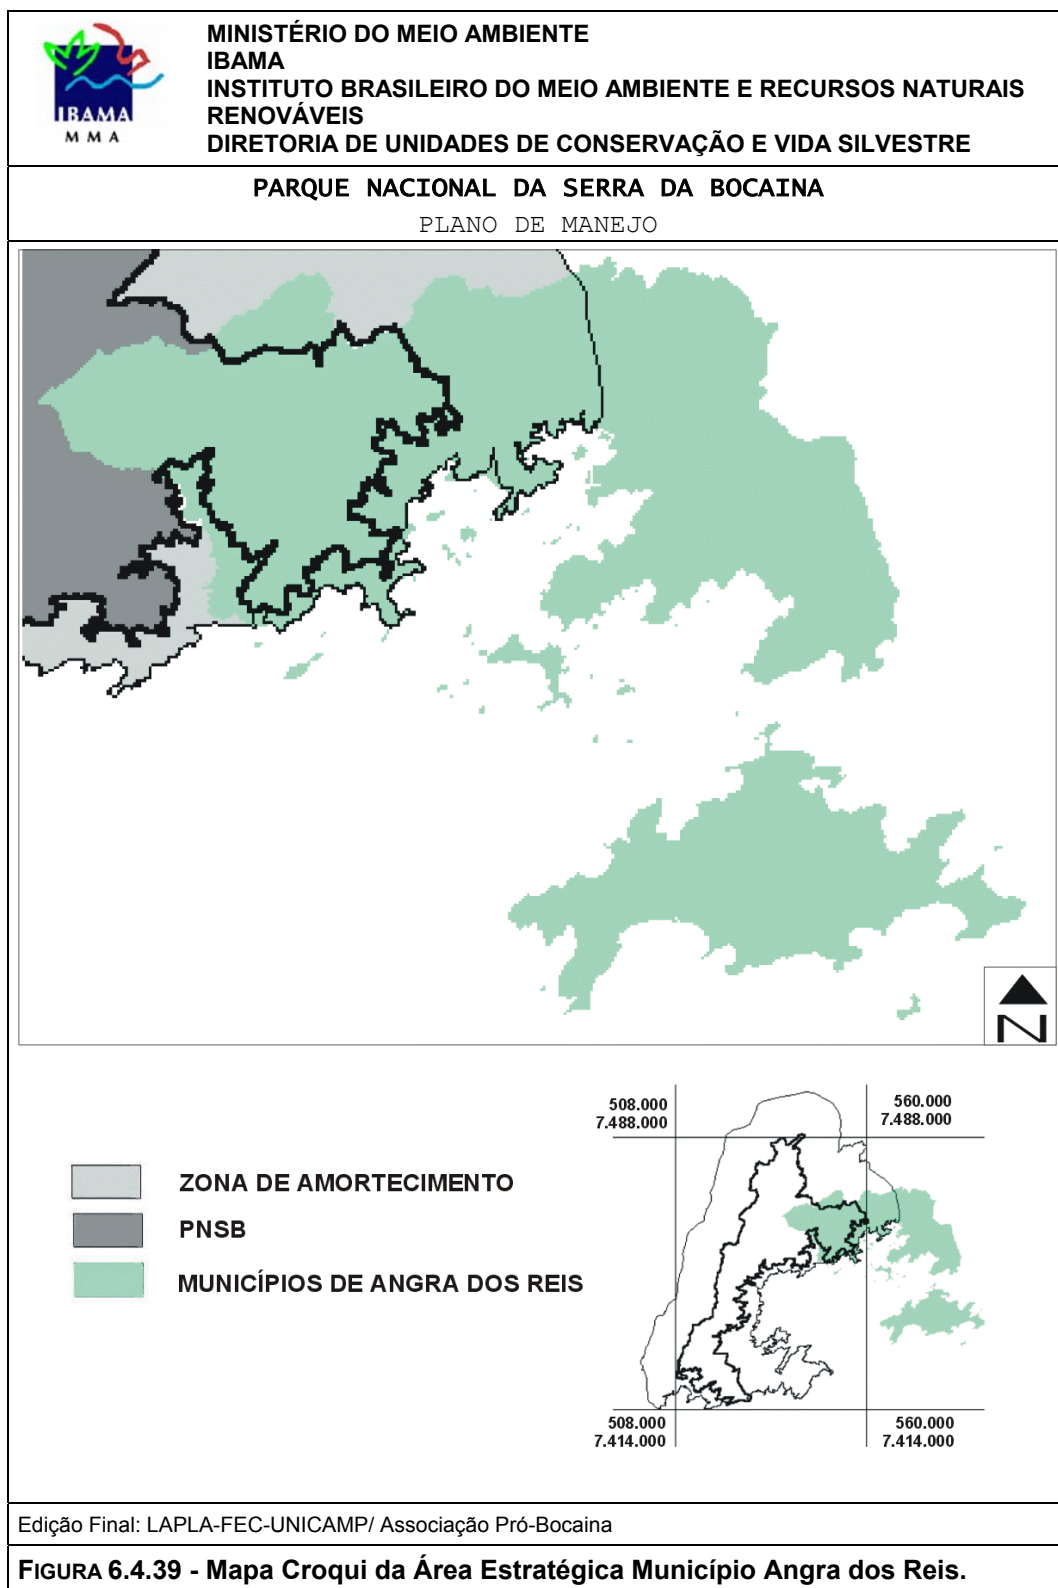 MINISTÉRIO DO MEIO AMBIENTE
IBAMA
INSTITUTO BRASILEIRO DO MEIO AMBIENTE E RECURSOS NATURAIS
RENOVÁVEIS
DIRETORIA DE UNIDADES DE CONSERVAÇÃO E VIDA SILVESTRE
IBAMA
M M A
PARQUE NACIONAL DA SERRA DA BOCAINA
PLANO DE MANEJO
N
508.000
7.488.000
560.000
7.488.000
ZONA DE AMORTECIMENTO
PNSB
MUNICÍPIOS DE ANGRA DOS REIS
508.000
7.414.000
560.000
7.414.000
Edição Final: LAPLA-FEC-UNICAMP/ Associação Pró-Bocaina
FIGURA 6.4.39 - Mapa Croqui da Área Estratégica Município Angra dos Reis.